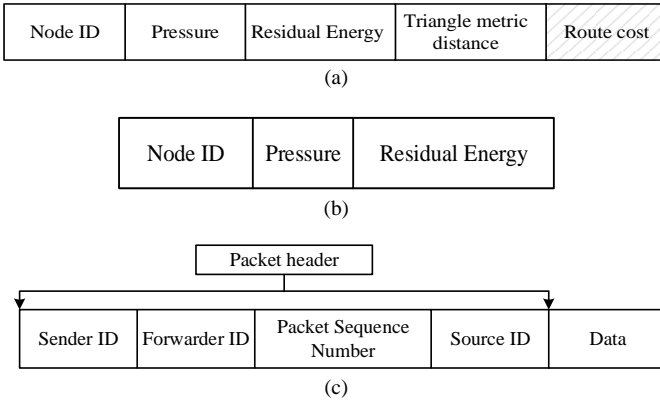 Node ID Pressure Residual Energy Triangle metric distance Route cost
(a)
Node ID Pressure Residual Energy
(b)
Packet header
Sender ID Forwarder ID Packet Sequence Number Source ID Data
(c)